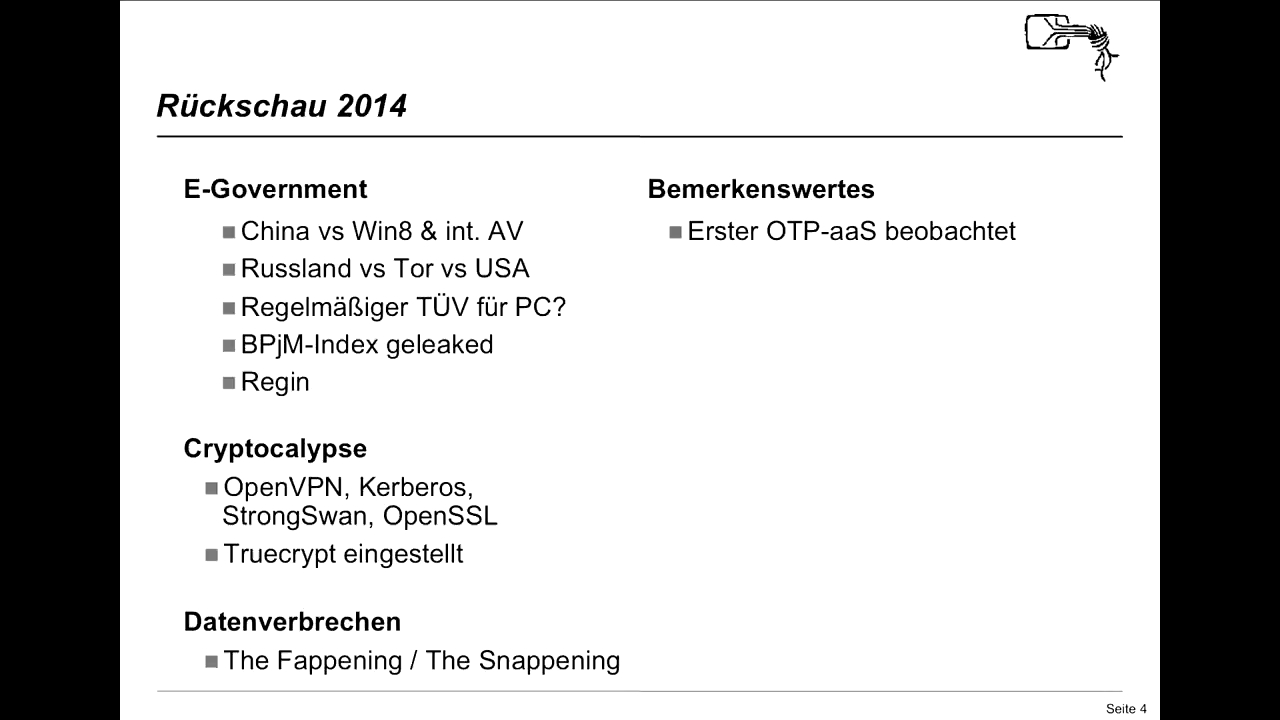 Rückschau 2014
E-Government
China vs Win8 & int. AV
Russland vs Tor vs USA
Regelmäßiger TÜV für PC?
BPjM-Index geleaked
Regin
Cryptocalypse
OpenVPN, Kerberos,
StrongSwan, OpenSSL
Truecrypt eingestellt
Datenverbrechen
The Fappening / The Snappening
Bemerkenswertes
Erster OTP-aaS beobachtet
Seite 4